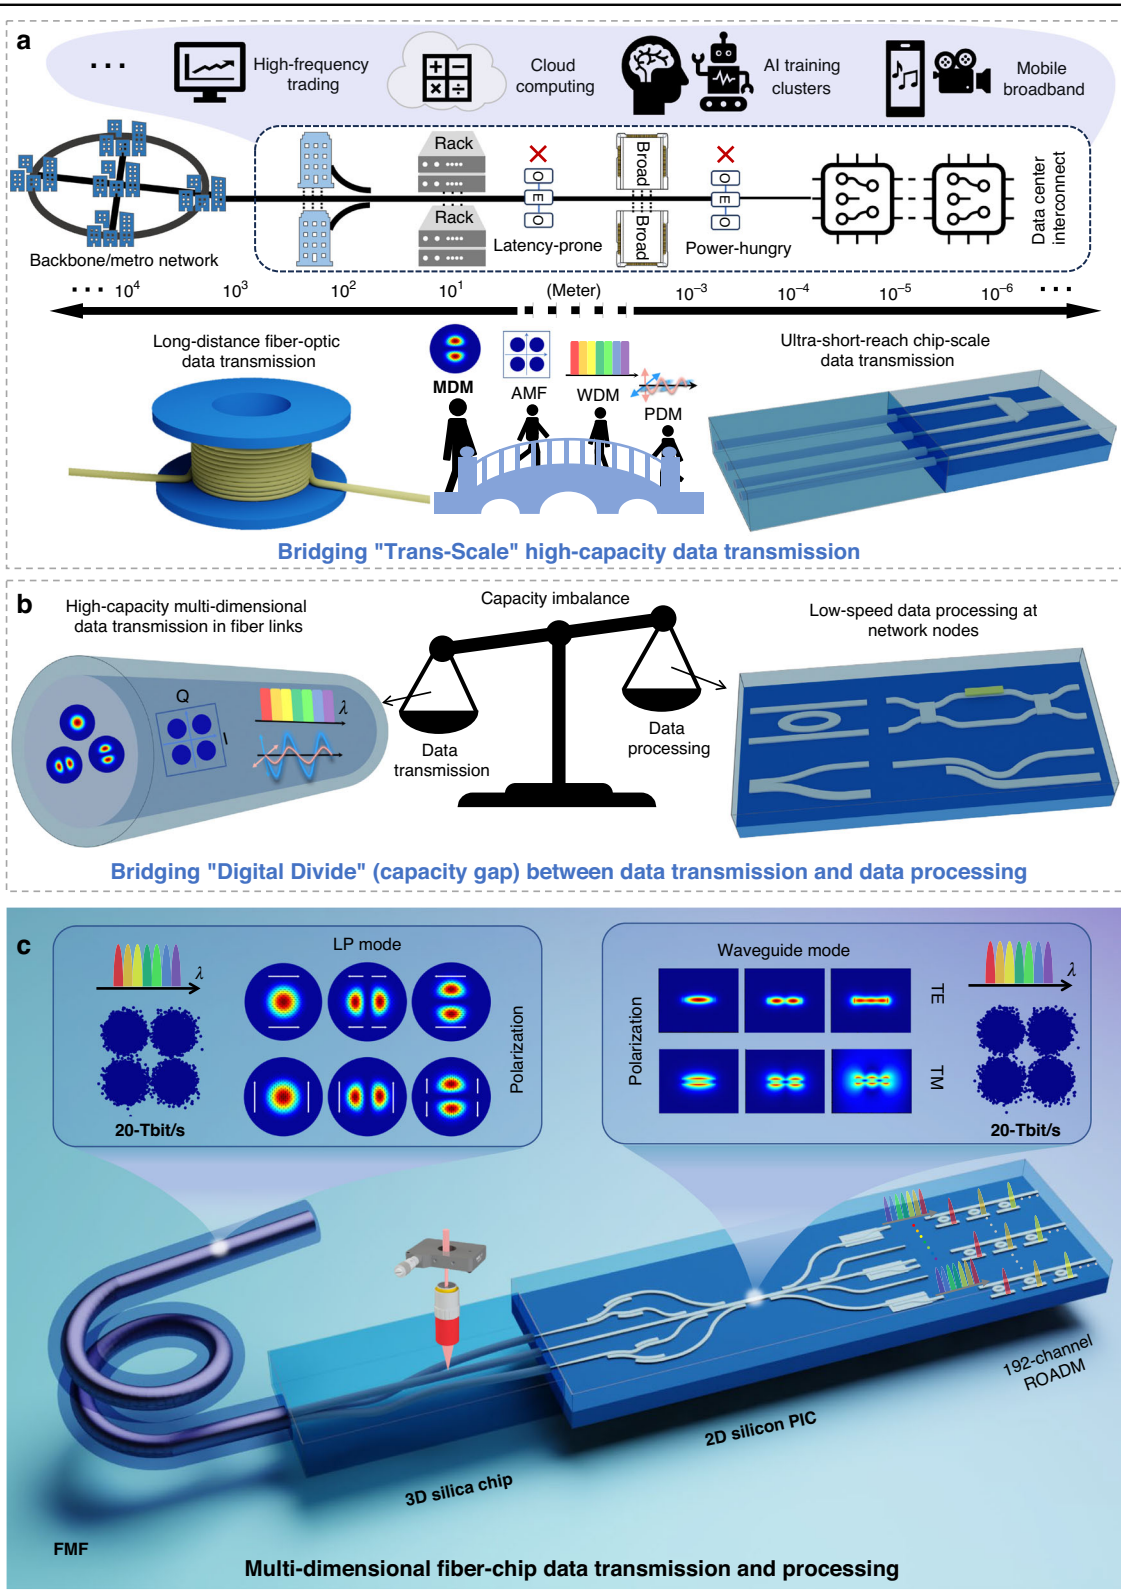 a
High-frequency
trading
Cloud
computing
AI training
clusters
Mobile
broadband
Rack
Rack
O
E
O
Latency-prone
Broad
Broad
O
E
O
Power-hungry
Data center
interconnect
Backbone/metro network
10⁴
10³
10²
10¹
(Meter)
10⁻³
10⁻⁴
10⁻⁵
10⁻⁶
Long-distance fiber-optic
data transmission
MDM
AMF
WDM
PDM
Ultra-short-reach chip-scale
data transmission
Bridging "Trans-Scale" high-capacity data transmission
b
High-capacity multi-dimensional
data transmission in fiber links
Capacity imbalance
Low-speed data processing at
network nodes
Q
I
λ
Data
transmission
Data
processing
Bridging "Digital Divide" (capacity gap) between data transmission and data processing
c
LP mode
λ
Polarization
20-Tbit/s
Waveguide mode
Polarization
TE
TM
λ
20-Tbit/s
192-channel
ROADM
2D silicon PIC
3D silica chip
FMF
Multi-dimensional fiber-chip data transmission and processing